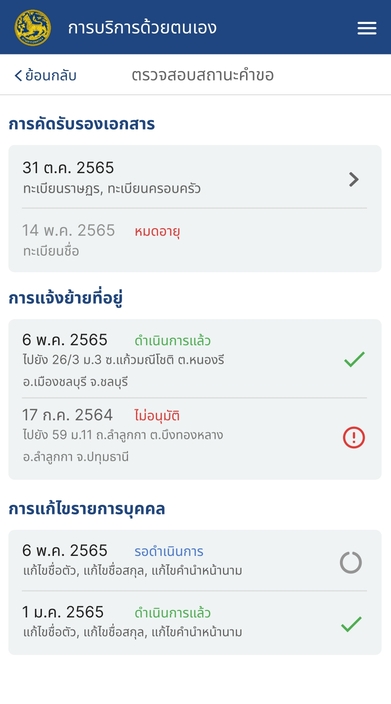 การบริการด้วยตนเอง
ย้อนกลับ ตรวจสอบสถานะคำขอ
การคัดรับรองเอกสาร
31 ต.ค. 2565
ทะเบียนราษฎร, ทะเบียนครอบครัว
14 พ.ค. 2565 หมดอายุ
ทะเบียนชื่อ
การแจ้งย้ายที่อยู่
6 พ.ค. 2565 ดำเนินการแล้ว
ไปยัง 26/3 ม.3 ซ.แก้วมณีโชติ ต.หนองรี
อ.เมืองชลบุรี จ.ชลบุรี
17 ก.ค. 2564 ไม่อนุมัติ
ไปยัง 59 ม.11 ถ.ลำลูกกา ต.บึงทองหลาง
อ.ลำลูกกา จ.ปทุมธานี
การแก้ไขรายการบุคคล
6 พ.ค. 2565 รอดำเนินการ
แก้ไขชื่อตัว, แก้ไขชื่อสกุล, แก้ไขคำนำหน้านาม
1 ม.ค. 2565 ดำเนินการแล้ว
แก้ไขชื่อตัว, แก้ไขชื่อสกุล, แก้ไขคำนำหน้านาม